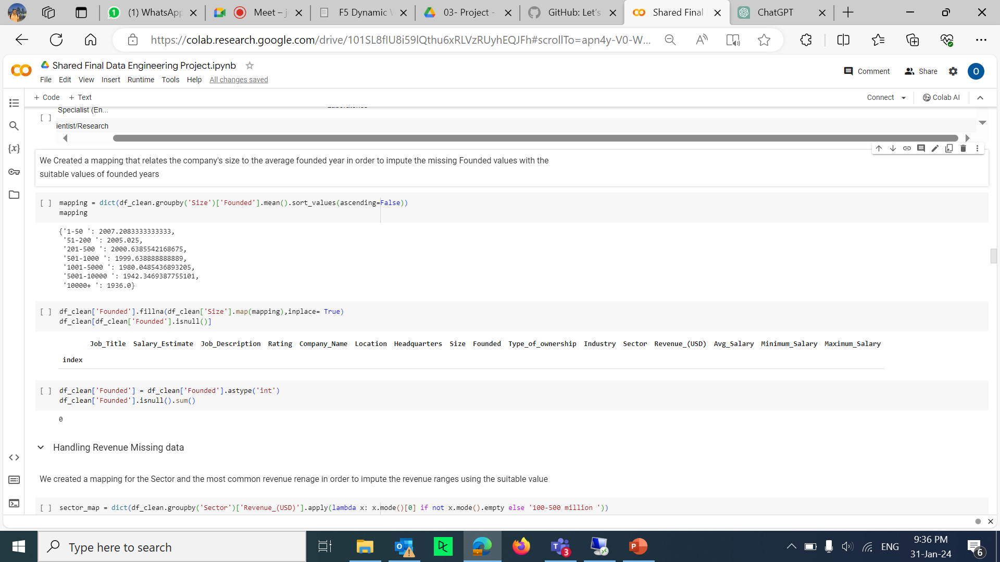 (1) WhatsApp
Meet – j
F5 Dynamic
03- Project -
GitHub: Let's
Shared Final
ChatGPT
https://colab.research.google.com/drive/101SL8fIU8i59lQthu6xRLVzRUyhEQJFh#scrollTo=apn4y-V0-W...
Shared Final Data Engineering Project.ipynb
File Edit View Insert Runtime Tools Help All changes saved
Comment Share O
+ Code + Text
Connect Colab AI
Specialist (En...
[ ]
ientist/Research
{x}
We Created a mapping that relates the company's size to the average founded year in order to impute the missing Founded values with the
suitable values of founded years
[ ] mapping = dict(df_clean.groupby('Size')['Founded'].mean().sort_values(ascending=False))
mapping
{'1-50 ': 2007.2083333333333,
'51-200 ': 2005.025,
'201-500 ': 2000.6385542168675,
'501-1000 ': 1999.638888888889,
'1001-5000 ': 1980.0485436893205,
'5001-10000 ': 1942.3469387755101,
'10000+ ': 1936.0}
[ ] df_clean['Founded'].fillna(df_clean['Size'].map(mapping),inplace= True)
df_clean[df_clean['Founded'].isnull()]
Job_Title Salary_Estimate Job_Description Rating Company_Name Location Headquarters Size Founded Type_of_ownership Industry Sector Revenue_(USD) Avg_Salary Minimum_Salary Maximum_Salary
index
[ ] df_clean['Founded'] = df_clean['Founded'].astype('int')
df_clean['Founded'].isnull().sum()
0
Handling Revenue Missing data
We created a mapping for the Sector and the most common revenue renage in order to impute the revenue ranges using the suitable value
[ ] sector_map = dict(df_clean.groupby('Sector')['Revenue_(USD)'].apply(lambda x: x.mode()[0] if not x.mode().empty else '100-500 million '))
Type here to search
3
ENG
9:36 PM
31-Jan-24
6